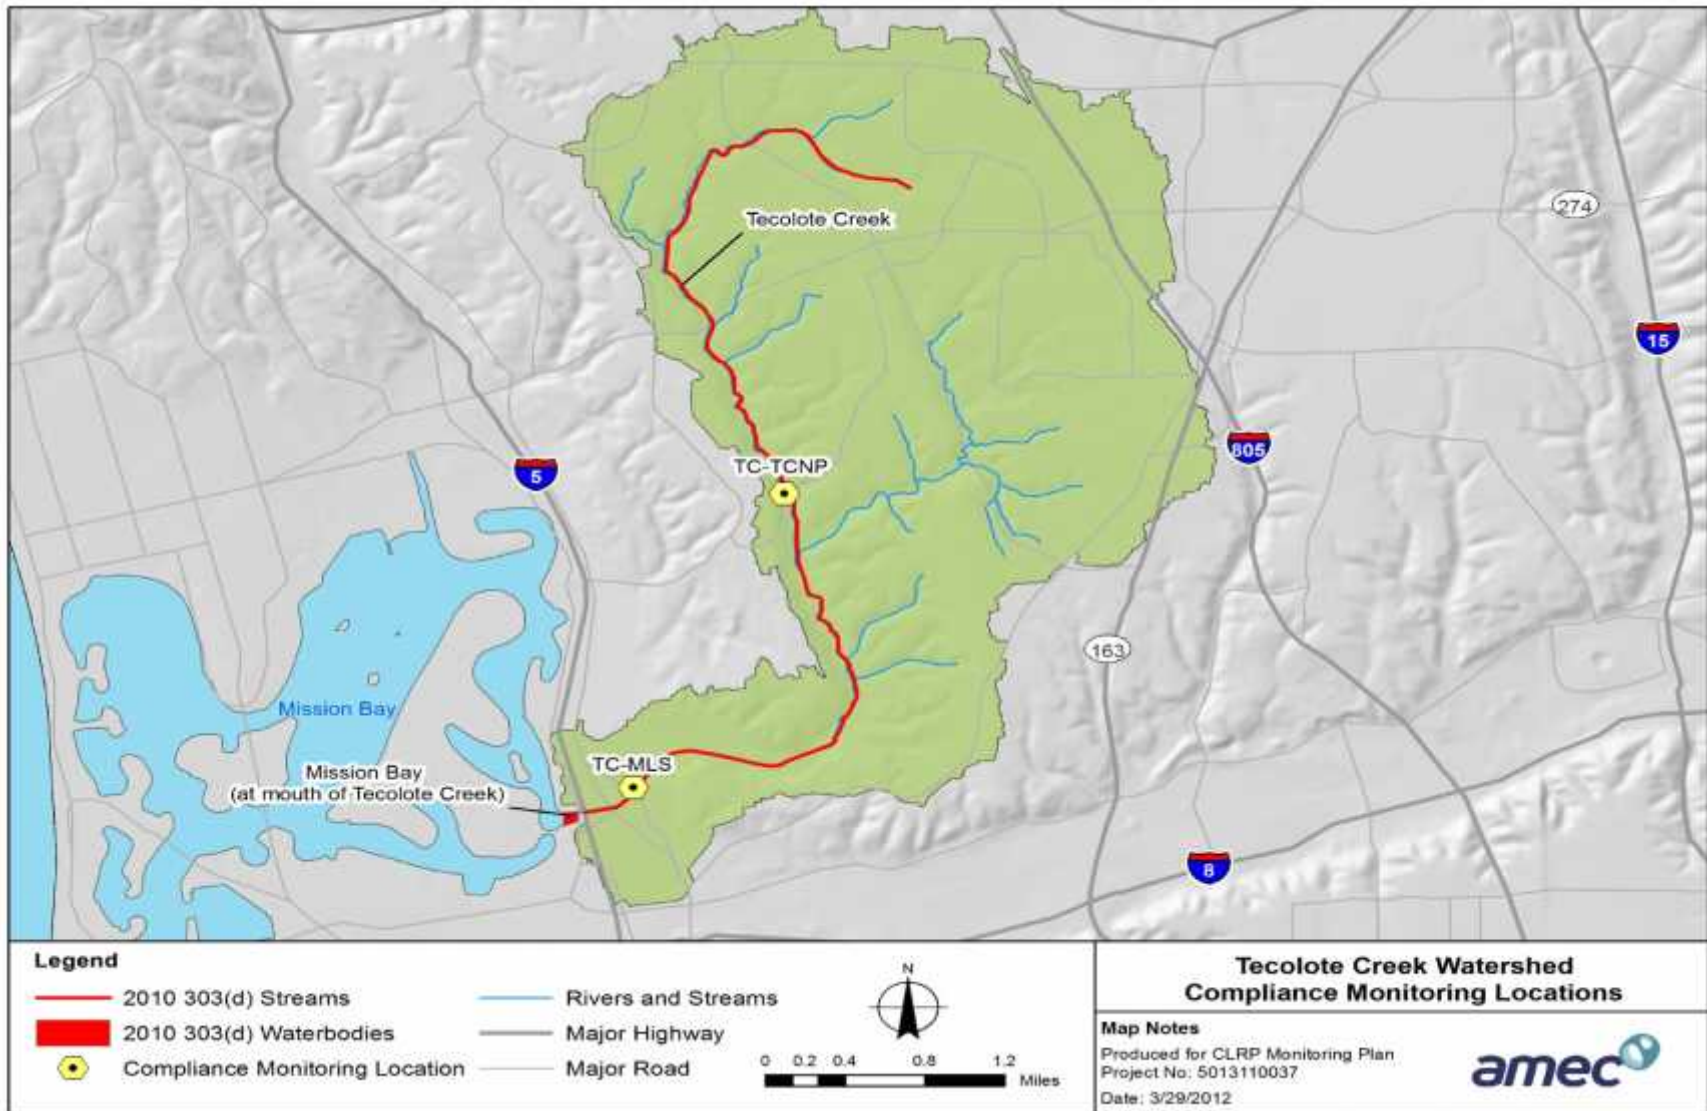 Tecolote Creek
274
15
5
805
TC-TCNP
163
Mission Bay
TC-MLS
Mission Bay
(at mouth of Tecolote Creek)
8
Legend
2010 303(d) Streams
2010 303(d) Waterbodies
Compliance Monitoring Location
Rivers and Streams
Major Highway
Major Road
N
0 0.2 0.4 0.8 1.2
Miles
Tecolote Creek Watershed
Compliance Monitoring Locations
Map Notes
Produced for CLRP Monitoring Plan
Project No: 5013110037
Date: 3/29/2012
amec